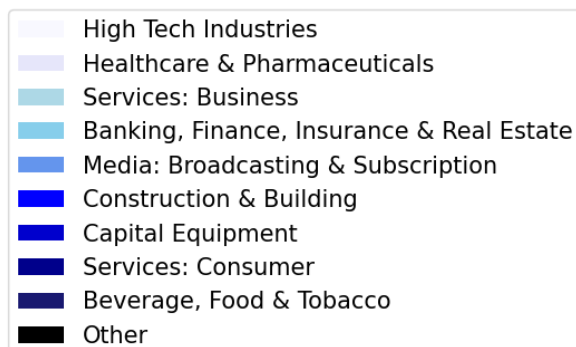 High Tech Industries
Healthcare & Pharmaceuticals
Services: Business
Banking, Finance, Insurance & Real Estate
Media: Broadcasting & Subscription
Construction & Building
Capital Equipment
Services: Consumer
Beverage, Food & Tobacco
Other